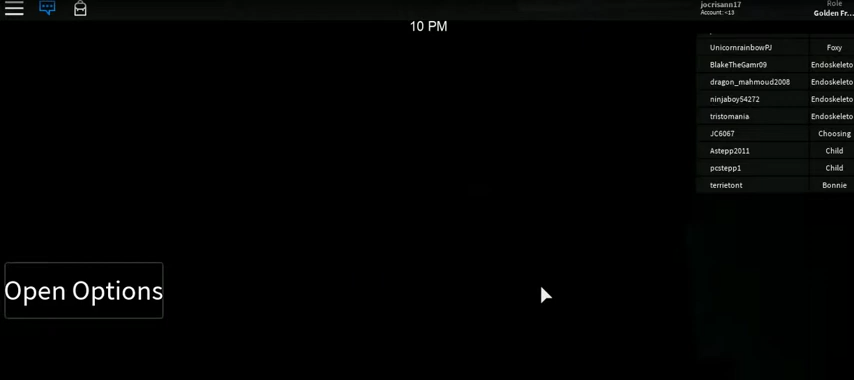 jocrisann17
Account: <13
Role
Golden Fr...
10 PM
UnicornrainbowPJ Foxy
BlakeTheGamr09 Endoskeleto
dragon_mahmoud2008 Endoskeleto
ninjaboy54272 Endoskeleto
tristomania Endoskeleto
JC6067 Choosing
Astepp2011 Child
pcstepp1 Child
terrietont Bonnie
Open Options